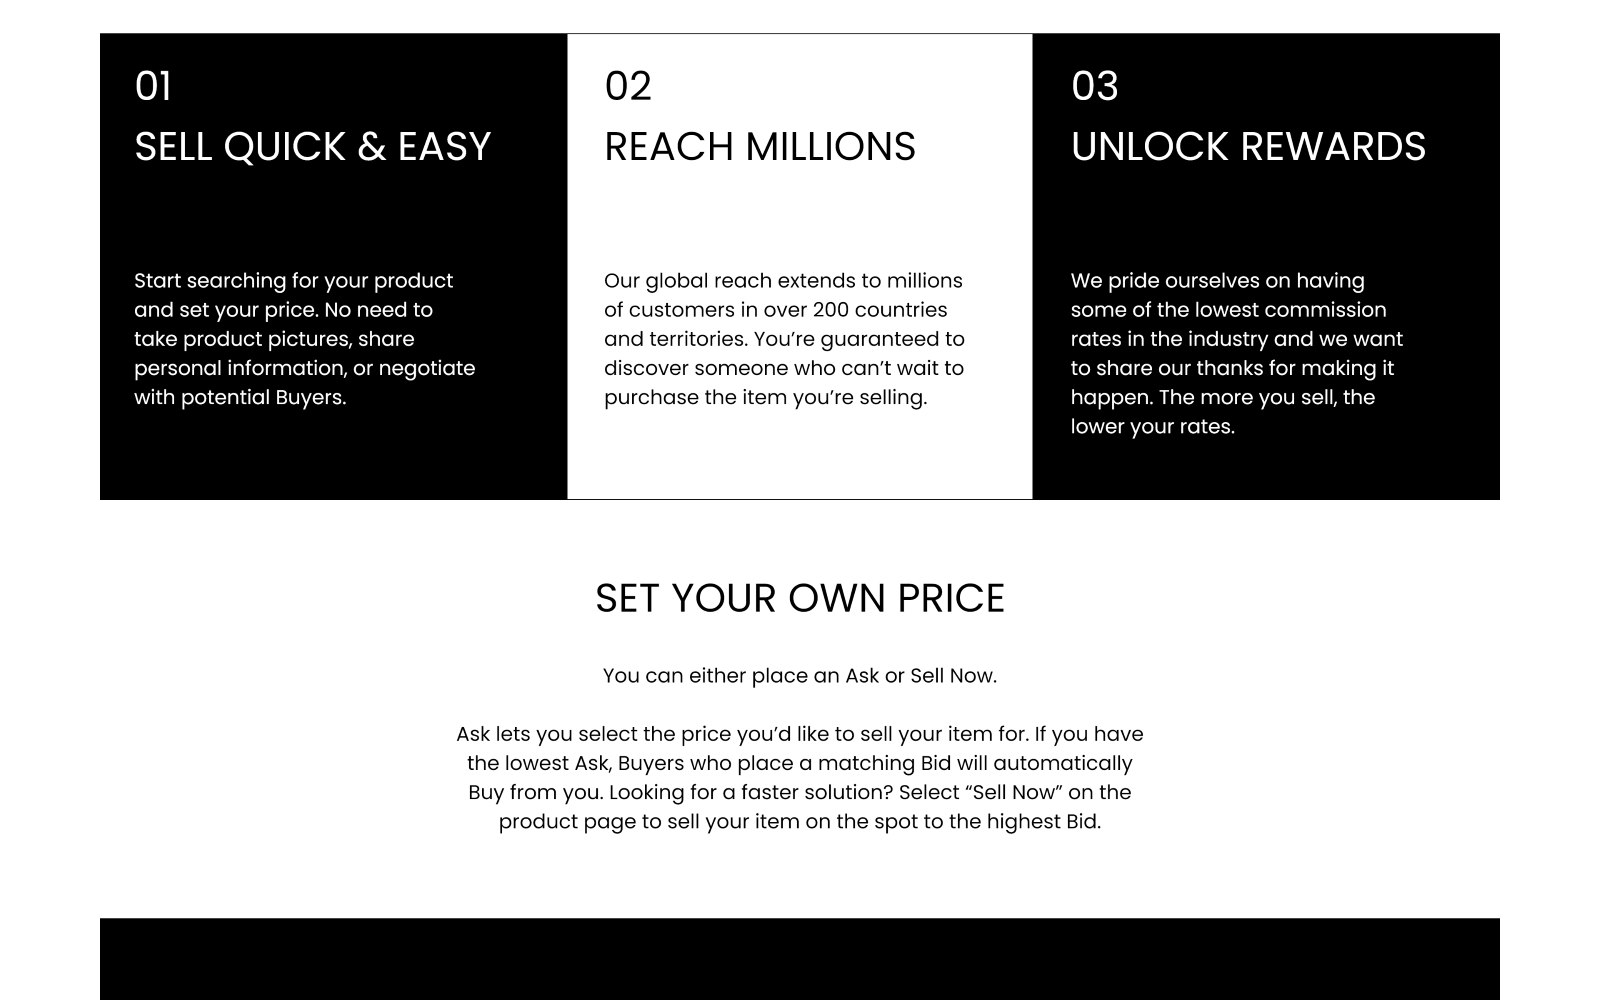 01
SELL QUICK & EASY
Start searching for your product
and set your price. No need to
take product pictures, share
personal information, or negotiate
with potential Buyers.
02
REACH MILLIONS
Our global reach extends to millions
of customers in over 200 countries
and territories. You’re guaranteed to
discover someone who can’t wait to
purchase the item you’re selling.
03
UNLOCK REWARDS
We pride ourselves on having
some of the lowest commission
rates in the industry and we want
to share our thanks for making it
happen. The more you sell, the
lower your rates.
SET YOUR OWN PRICE
You can either place an Ask or Sell Now.
Ask lets you select the price you’d like to sell your item for. If you have
the lowest Ask, Buyers who place a matching Bid will automatically
Buy from you. Looking for a faster solution? Select “Sell Now” on the
product page to sell your item on the spot to the highest Bid.